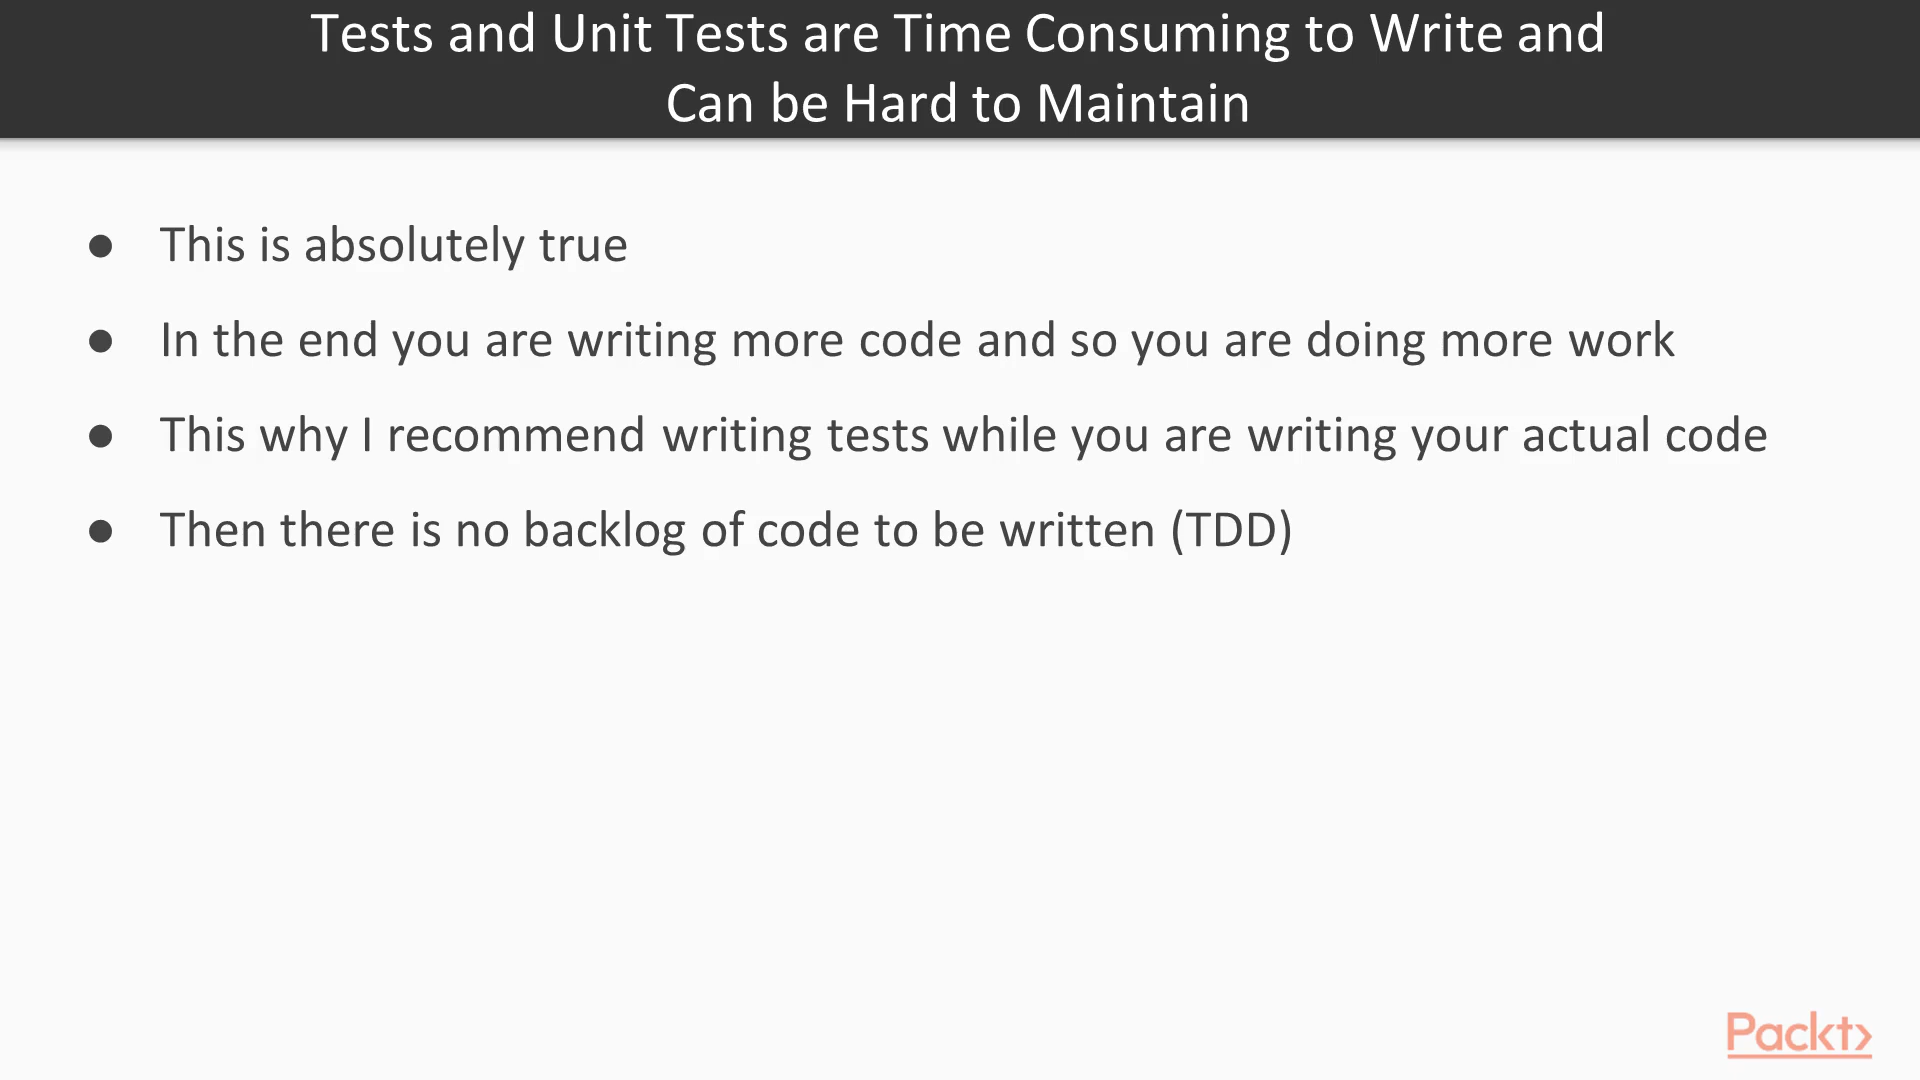 Tests and Unit Tests are Time Consuming to Write and
Can be Hard to Maintain
● This is absolutely true
● In the end you are writing more code and so you are doing more work
● This why I recommend writing tests while you are writing your actual code
● Then there is no backlog of code to be written (TDD)
Packt>